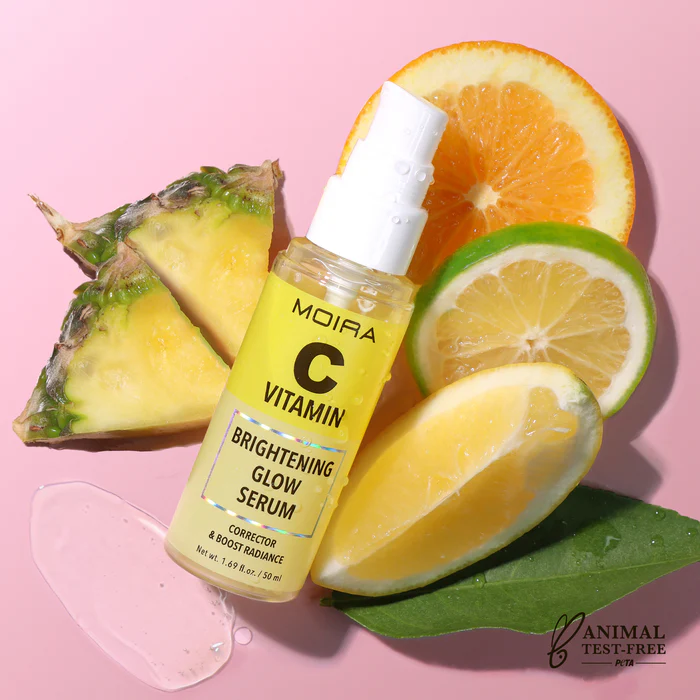 MOIRA
C
VITAMIN
BRIGHTENING
GLOW
SERUM
CORRECTOR
& BOOST RADIANCE
Net wt. 1.69 fl.oz. / 50 ml
ANIMAL
TEST-FREE
PETA